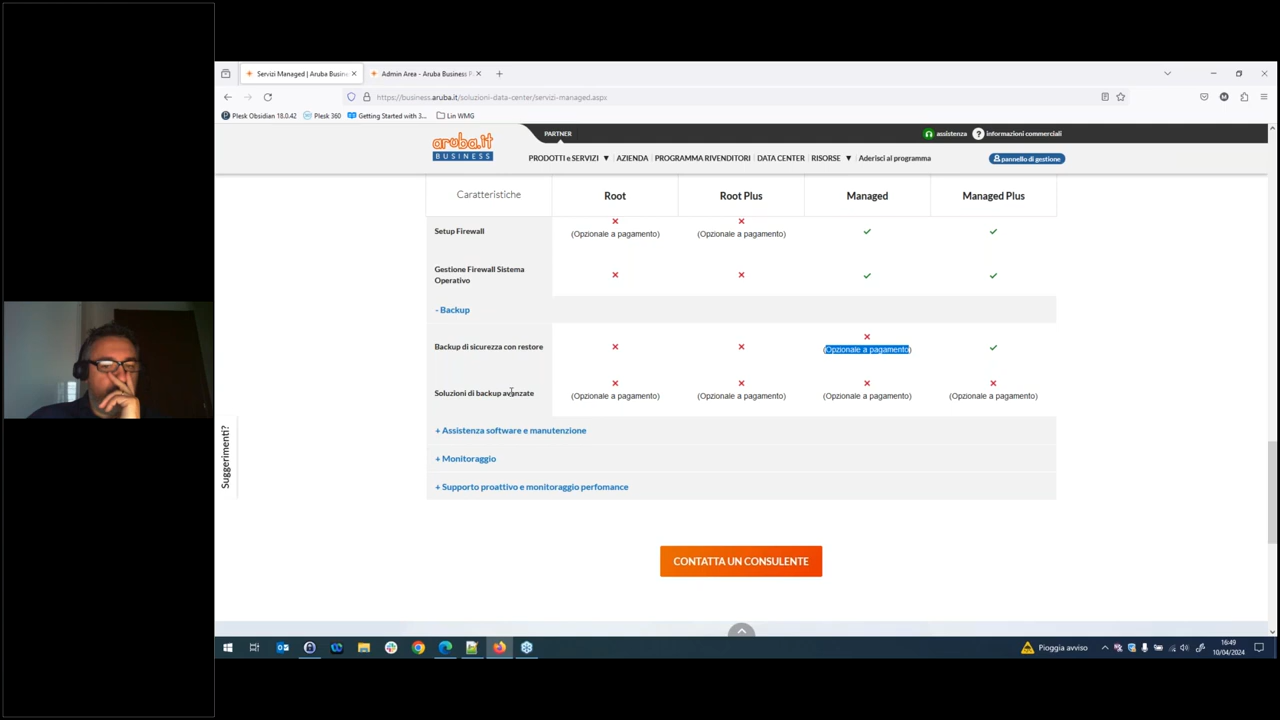 Servizi Managed | Aruba Busin
Admin Area - Aruba Business P
https://business.aruba.it/soluzioni-data-center/servizi-managed.aspx
Plesk Obsidian 18.0.42
Plesk 360
Getting Started with 3...
Lin WMG
aruba.it
BUSINESS
PARTNER
assistenza
informazioni commerciali
PRODOTTI e SERVIZI ▼
AZIENDA
PROGRAMMA RIVENDITORI
DATA CENTER
RISORSE ▼
Aderisci al programma
pannello di gestione
Caratteristiche
Root
Root Plus
Managed
Managed Plus
Setup Firewall
(Opzionale a pagamento)
(Opzionale a pagamento)
Gestione Firewall Sistema
Operativo
- Backup
Backup di sicurezza con restore
(Opzionale a pagamento)
Soluzioni di backup avanzate
(Opzionale a pagamento)
(Opzionale a pagamento)
(Opzionale a pagamento)
(Opzionale a pagamento)
+ Assistenza software e manutenzione
+ Monitoraggio
+ Supporto proattivo e monitoraggio perfomance
Suggerimenti?
CONTATTA UN CONSULENTE
Pioggia avviso
16:49
10/04/2024